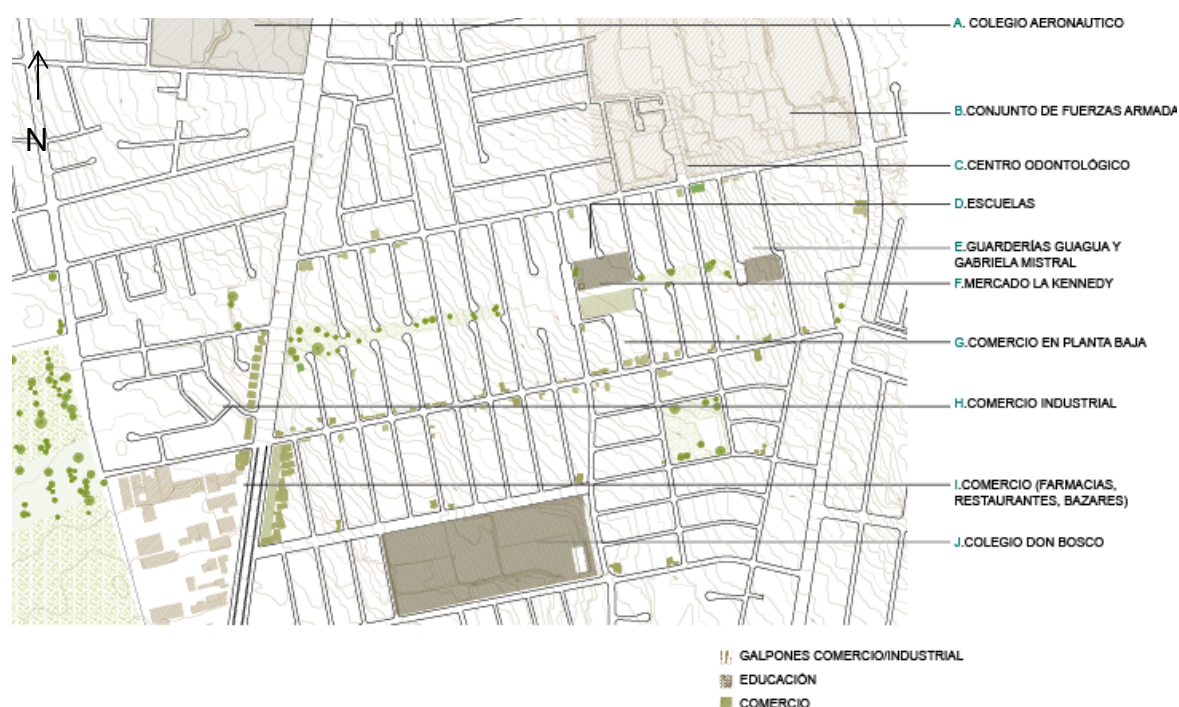 A. COLEGIO AERONAUTICO
N
B.CONJUNTO DE FUERZAS ARMADA
C.CENTRO ODONTOLÓGICO
D.ESCUELAS
E.GUARDERÍAS GUAGUA Y
GABRIELA MISTRAL
F.MERCADO LA KENNEDY
G.COMERCIO EN PLANTA BAJA
H.COMERCIO INDUSTRIAL
I.COMERCIO (FARMACIAS,
RESTAURANTES, BAZARES)
J.COLEGIO DON BOSCO
GALPONES COMERCIO/INDUSTRIAL
EDUCACIÓN
COMERCIO